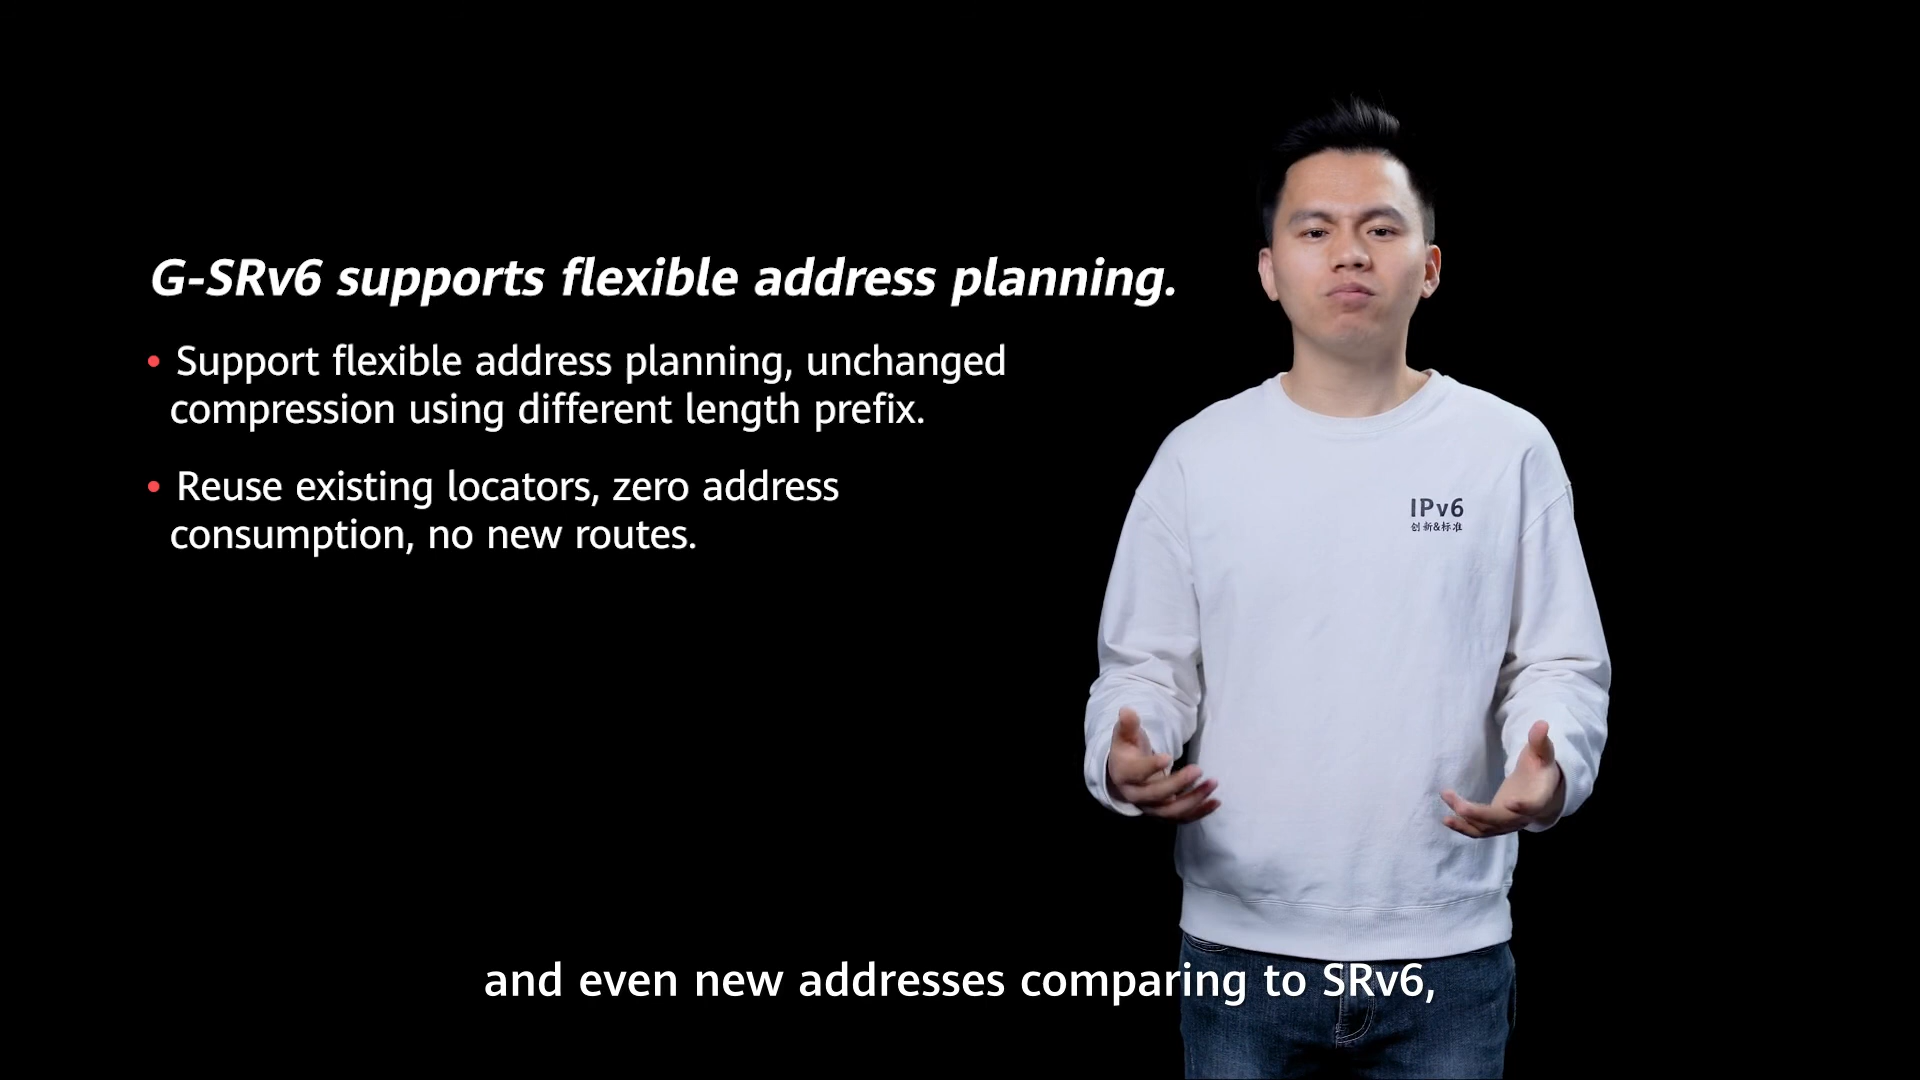 G-SRv6 supports flexible address planning.
• Support flexible address planning, unchanged
compression using different length prefix.
• Reuse existing locators, zero address
consumption, no new routes.
IPv6
创新&标准
and even new addresses comparing to SRv6,